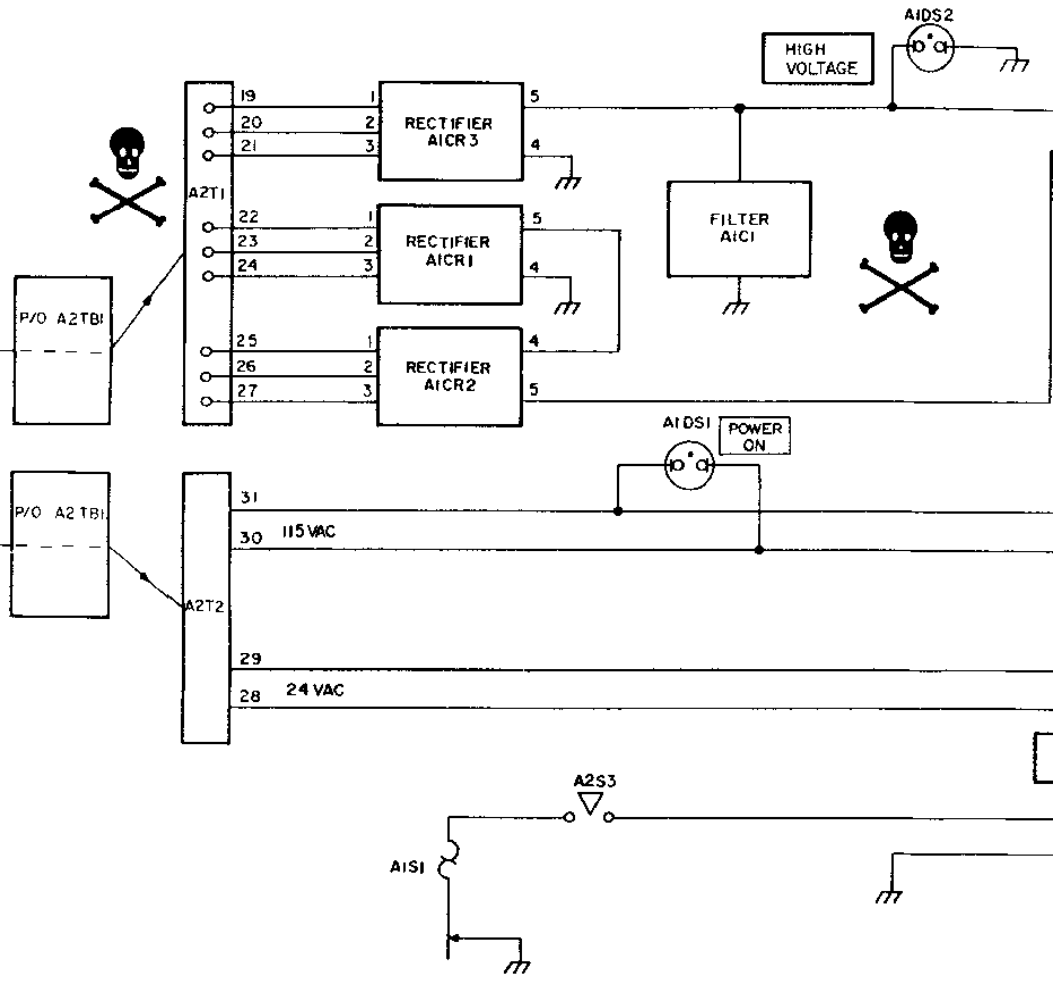 A1DS2
HIGH
VOLTAGE
19
20
21
1
2
3
RECTIFIER
A1CR3
5
4
A2T1
22
23
24
1
2
3
RECTIFIER
A1CR1
5
4
FILTER
A1C1
P/O A2TB1
25
26
27
1
2
3
RECTIFIER
A1CR2
4
5
A1DS1
POWER
ON
P/O A2TB1
31
30
115 VAC
A2T2
29
28
24 VAC
A2S3
A1S1